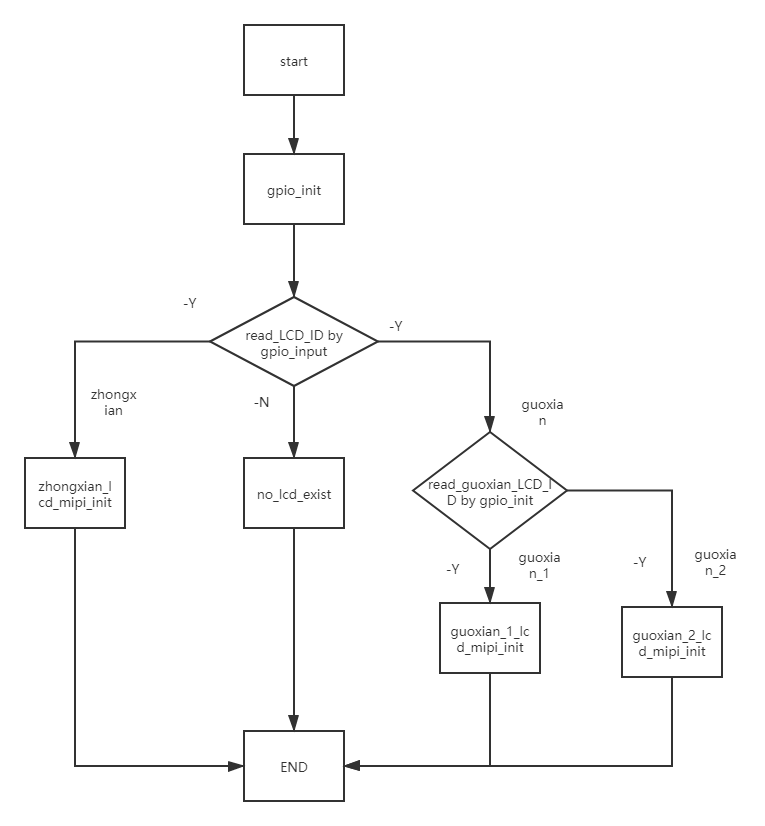 start
gpio_init
-Y
read_LCD_ID by
gpio_input
-Y
-N
zhongx
ian
guoxia
n
zhongxian_l
cd_mipi_init
no_lcd_exist
read_guoxian_LCD_I
D by gpio_init
-Y
guoxia
n_1
-Y
guoxia
n_2
guoxian_1_lc
d_mipi_init
guoxian_2_lc
d_mipi_init
END